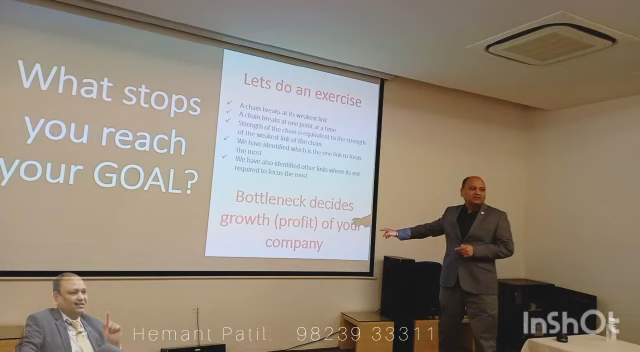 What stops
you reach
your GOAL?
Lets do an exercise
A chain breaks at its weakest link
A chain breaks at one point at a time
Strength of the chain is equivalent to the strength
of the weakest link of the chain.
We have identified which is the one link to focus
the most
We have also identified other links where its not
required to focus the most
Bottleneck decides
growth (profit) of your
company
Hemant Patil: 98239 33311
InShOt